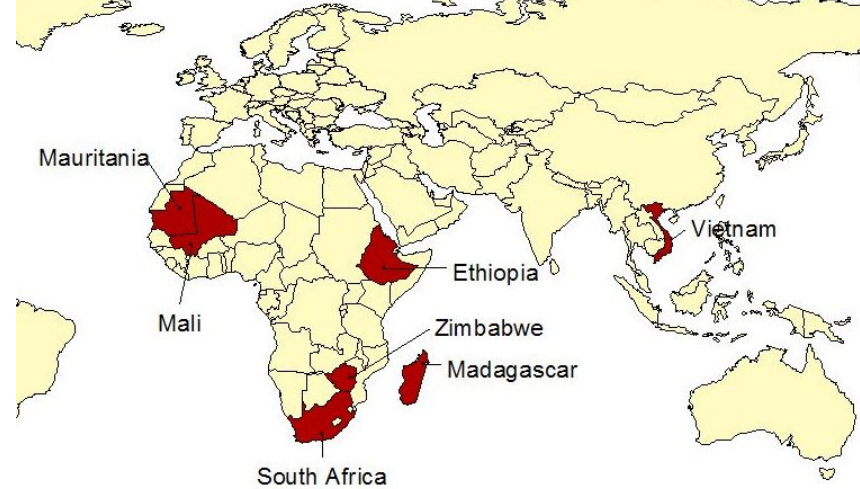 Mauritania
Vietnam
Ethiopia
Mali
Zimbabwe
Madagascar
South Africa